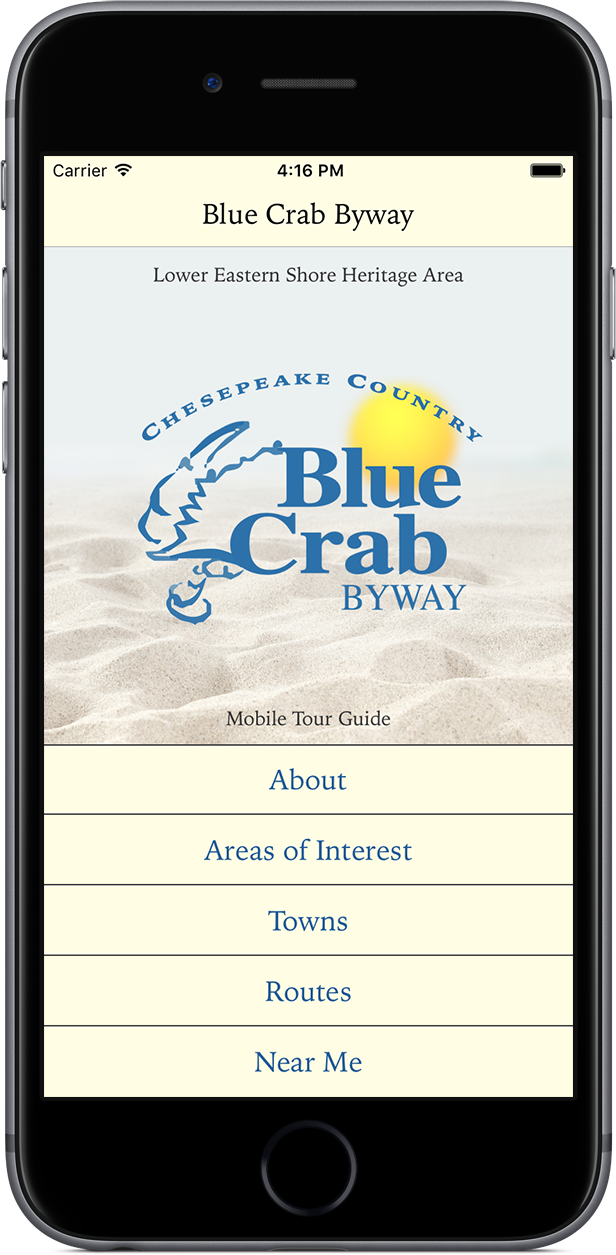 Carrier 4:16 PM
Blue Crab Byway
Lower Eastern Shore Heritage Area
CHESEPEAKE COUNTRY
Blue
Crab
BYWAY
Mobile Tour Guide
About
Areas of Interest
Towns
Routes
Near Me